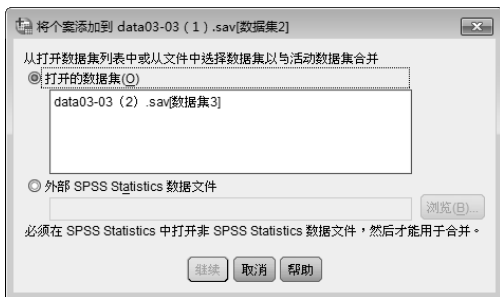 将个案添加到 data03-03（1）.sav[数据集2]
从打开数据集列表中或从文件中选择数据集以与活动数据集合并
打开的数据集(O)
data03-03（2）.sav[数据集3]
外部 SPSS Statistics 数据文件
浏览(B)...
必须在 SPSS Statistics 中打开非 SPSS Statistics 数据文件，然后才能用于合并。
继续 取消 帮助